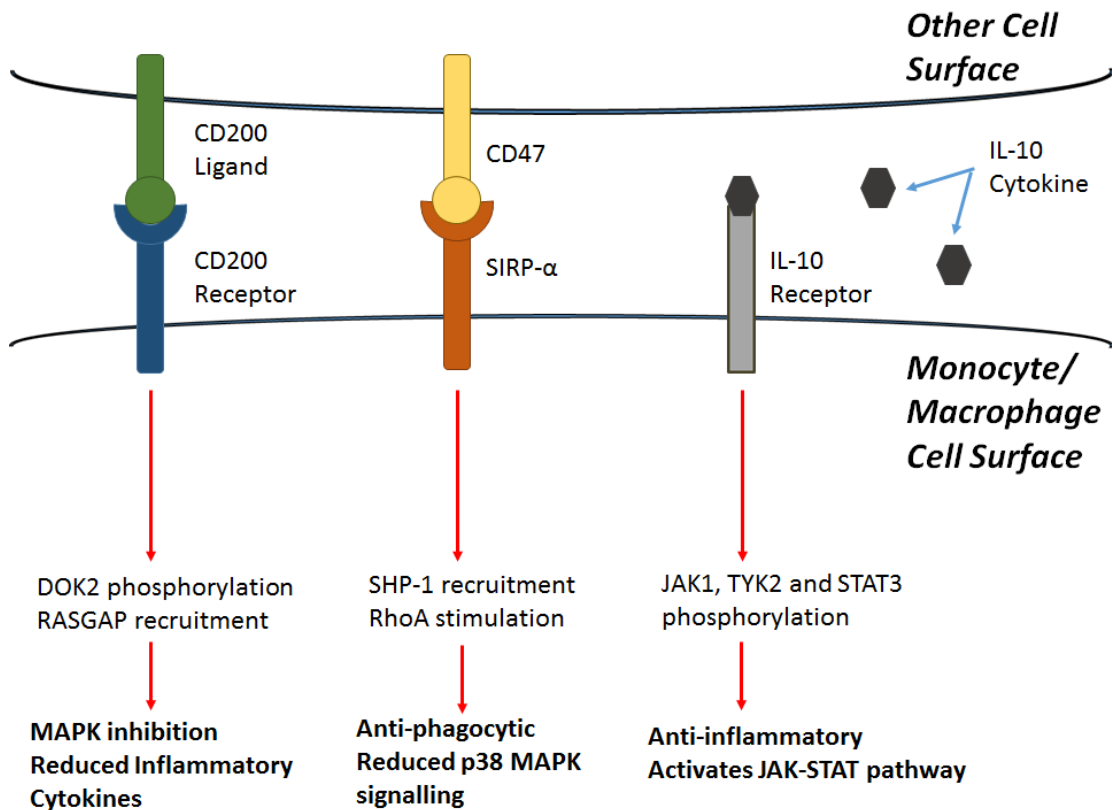 Other Cell
Surface
CD200
Ligand
CD47
IL-10
Cytokine
CD200
Receptor
SIRP-α
IL-10
Receptor
Monocyte/
Macrophage
Cell Surface
DOK2 phosphorylation
RASGAP recruitment
SHP-1 recruitment
RhoA stimulation
JAK1, TYK2 and STAT3
phosphorylation
MAPK inhibition
Reduced Inflammatory
Cytokines
Anti-phagocytic
Reduced p38 MAPK
signalling
Anti-inflammatory
Activates JAK-STAT pathway